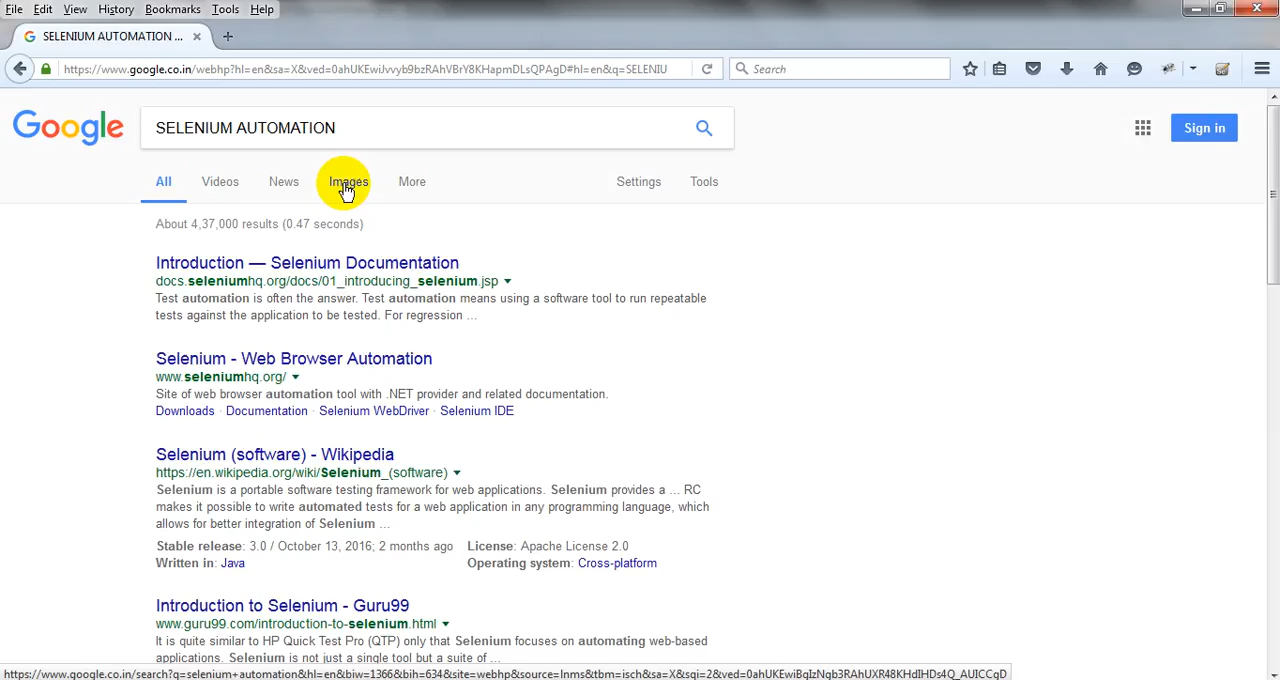 File Edit View History Bookmarks Tools Help
SELENIUM AUTOMATION ... × +
https://www.google.co.in/webhp?hl=en&sa=X&ved=0ahUKEwiJvvyb9bzRAhVBrY8KHapmDLsQPAgD#hl=en&q=SELENIU
Search
Google
SELENIUM AUTOMATION
Sign in
All Videos News Images More Settings Tools
About 4,37,000 results (0.47 seconds)
Introduction — Selenium Documentation
docs.seleniumhq.org/docs/01_introducing_selenium.jsp
Test automation is often the answer. Test automation means using a software tool to run repeatable
tests against the application to be tested. For regression ...
Selenium - Web Browser Automation
www.seleniumhq.org/
Site of web browser automation tool with .NET provider and related documentation.
Downloads · Documentation · Selenium WebDriver · Selenium IDE
Selenium (software) - Wikipedia
https://en.wikipedia.org/wiki/Selenium_(software)
Selenium is a portable software testing framework for web applications. Selenium provides a ... RC
makes it possible to write automated tests for a web application in any programming language, which
allows for better integration of Selenium ...
Stable release: 3.0 / October 13, 2016; 2 months ago License: Apache License 2.0
Written in: Java Operating system: Cross-platform
Introduction to Selenium - Guru99
www.guru99.com/introduction-to-selenium.html
It is quite similar to HP Quick Test Pro (QTP) only that Selenium focuses on automating web-based
applications. Selenium is not just a single tool but a suite of ...
https://www.google.co.in/search?q=selenium+automation&hl=en&biw=1366&bih=634&site=webhp&source=lnms&tbm=isch&sa=X&sqi=2&ved=0ahUKEwiBqIzNgb3RAhUXR48KHdIHDs4Q_AUICCgD